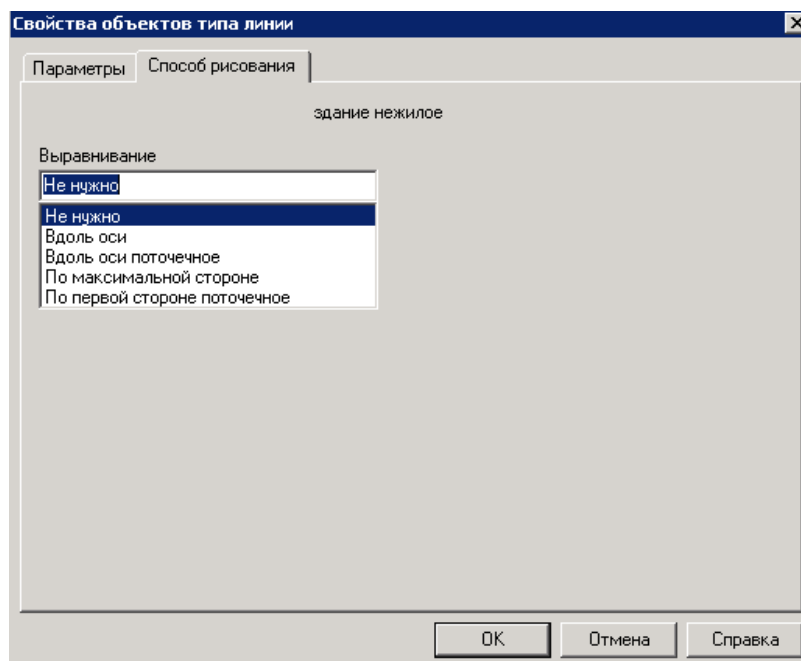 Свойства объектов типа линии
Параметры
Способ рисования
здание нежилое
Выравнивание
Не нужно
Не нужно
Вдоль оси
Вдоль оси поточечное
По максимальной стороне
По первой стороне поточечное
OK
Отмена
Справка